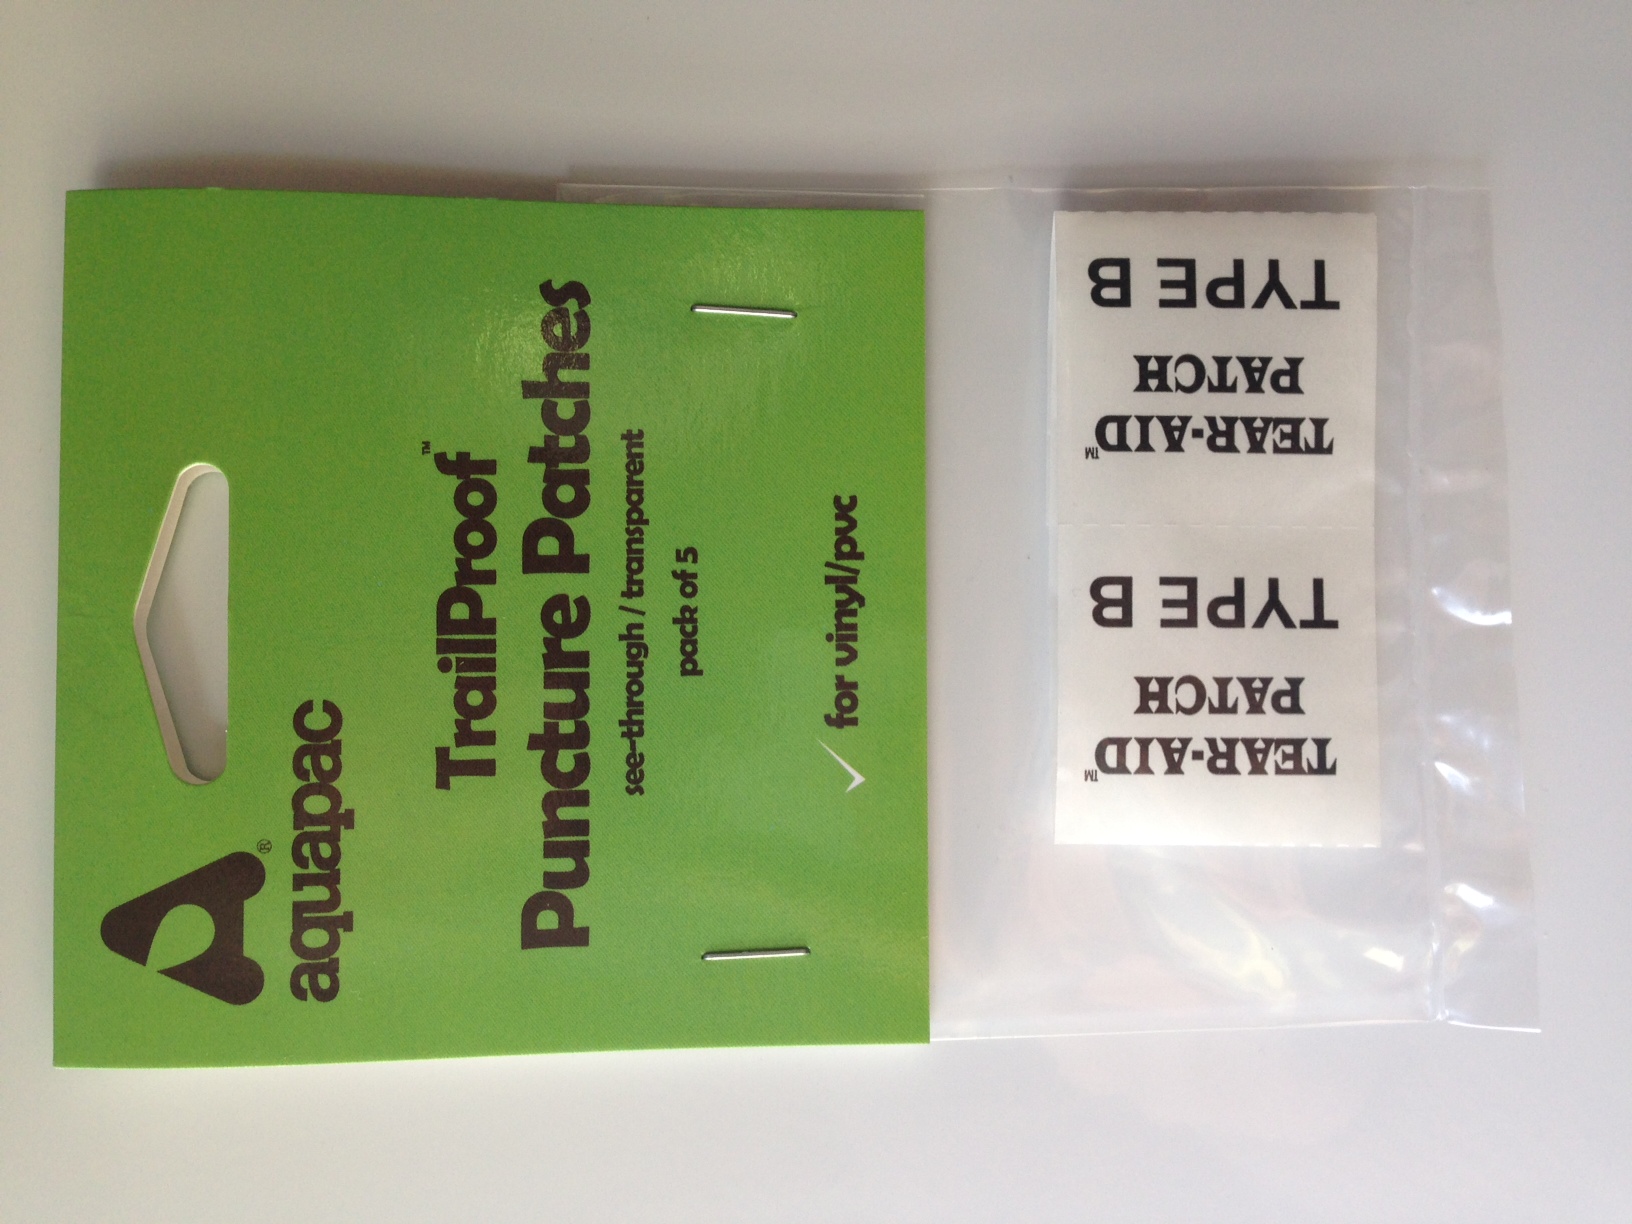 aquapac®
TrailProof™
Puncture Patches
see-through / transparent
pack of 5
for vinyl/pvc
TEAR-AID™
PATCH
TYPE B
TEAR-AID™
PATCH
TYPE B